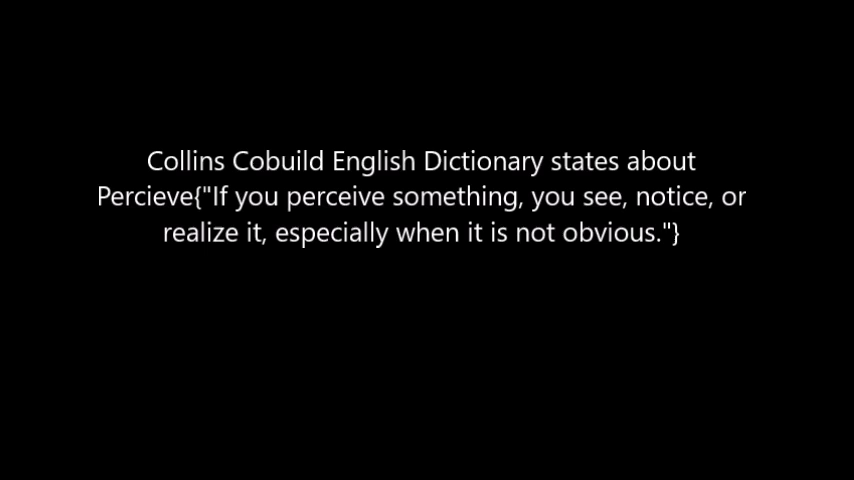 Collins Cobuild English Dictionary states about
Percieve{"If you perceive something, you see, notice, or
realize it, especially when it is not obvious."}